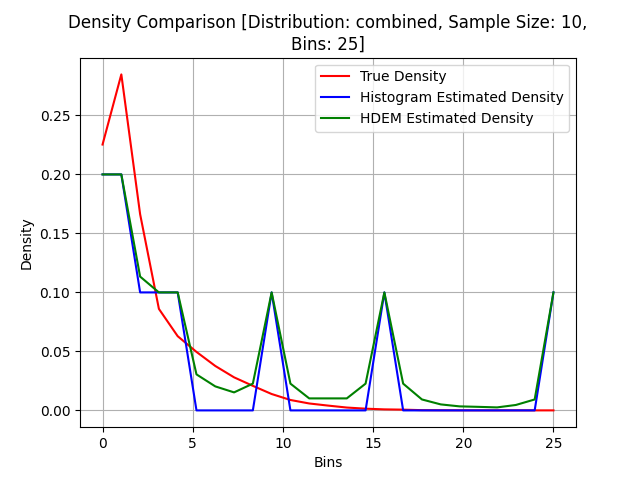 Density Comparison [Distribution: combined, Sample Size: 10,
Bins: 25]
True Density
Histogram Estimated Density
HDEM Estimated Density
Density
0.25
0.20
0.15
0.10
0.05
0.00
0 5 10 15 20 25
Bins